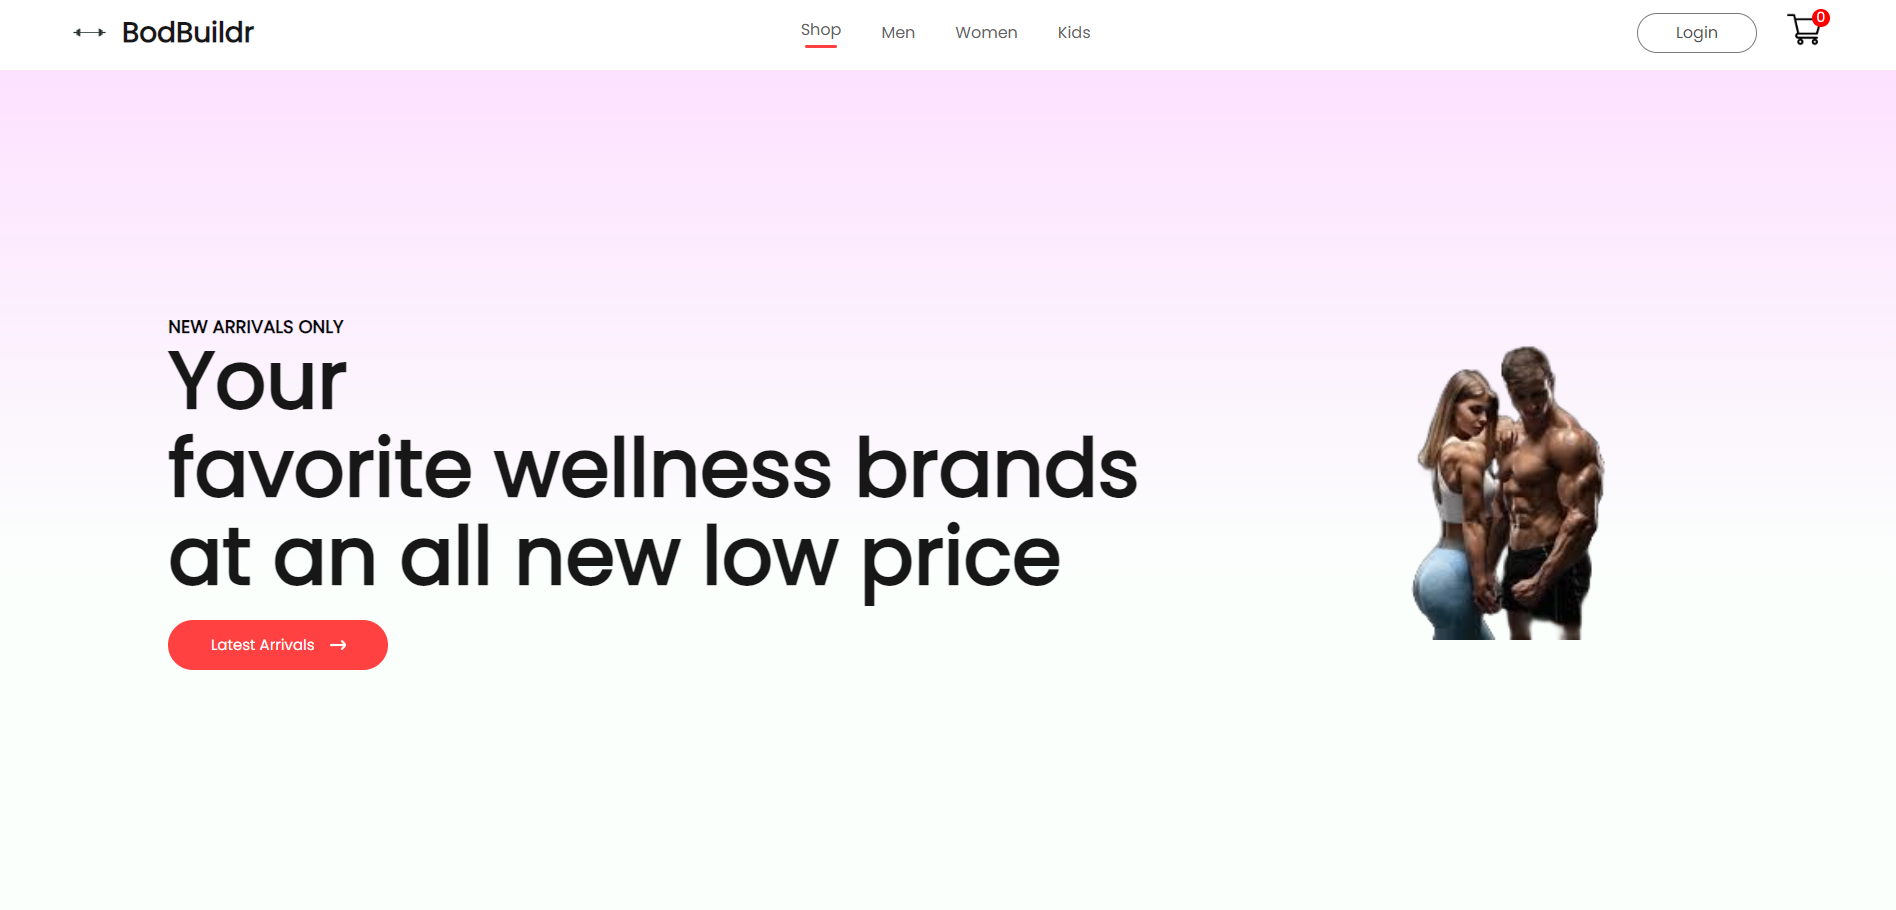 BodBuildr
Shop
Men
Women
Kids
Login
0
NEW ARRIVALS ONLY
Your
favorite wellness brands
at an all new low price
Latest Arrivals